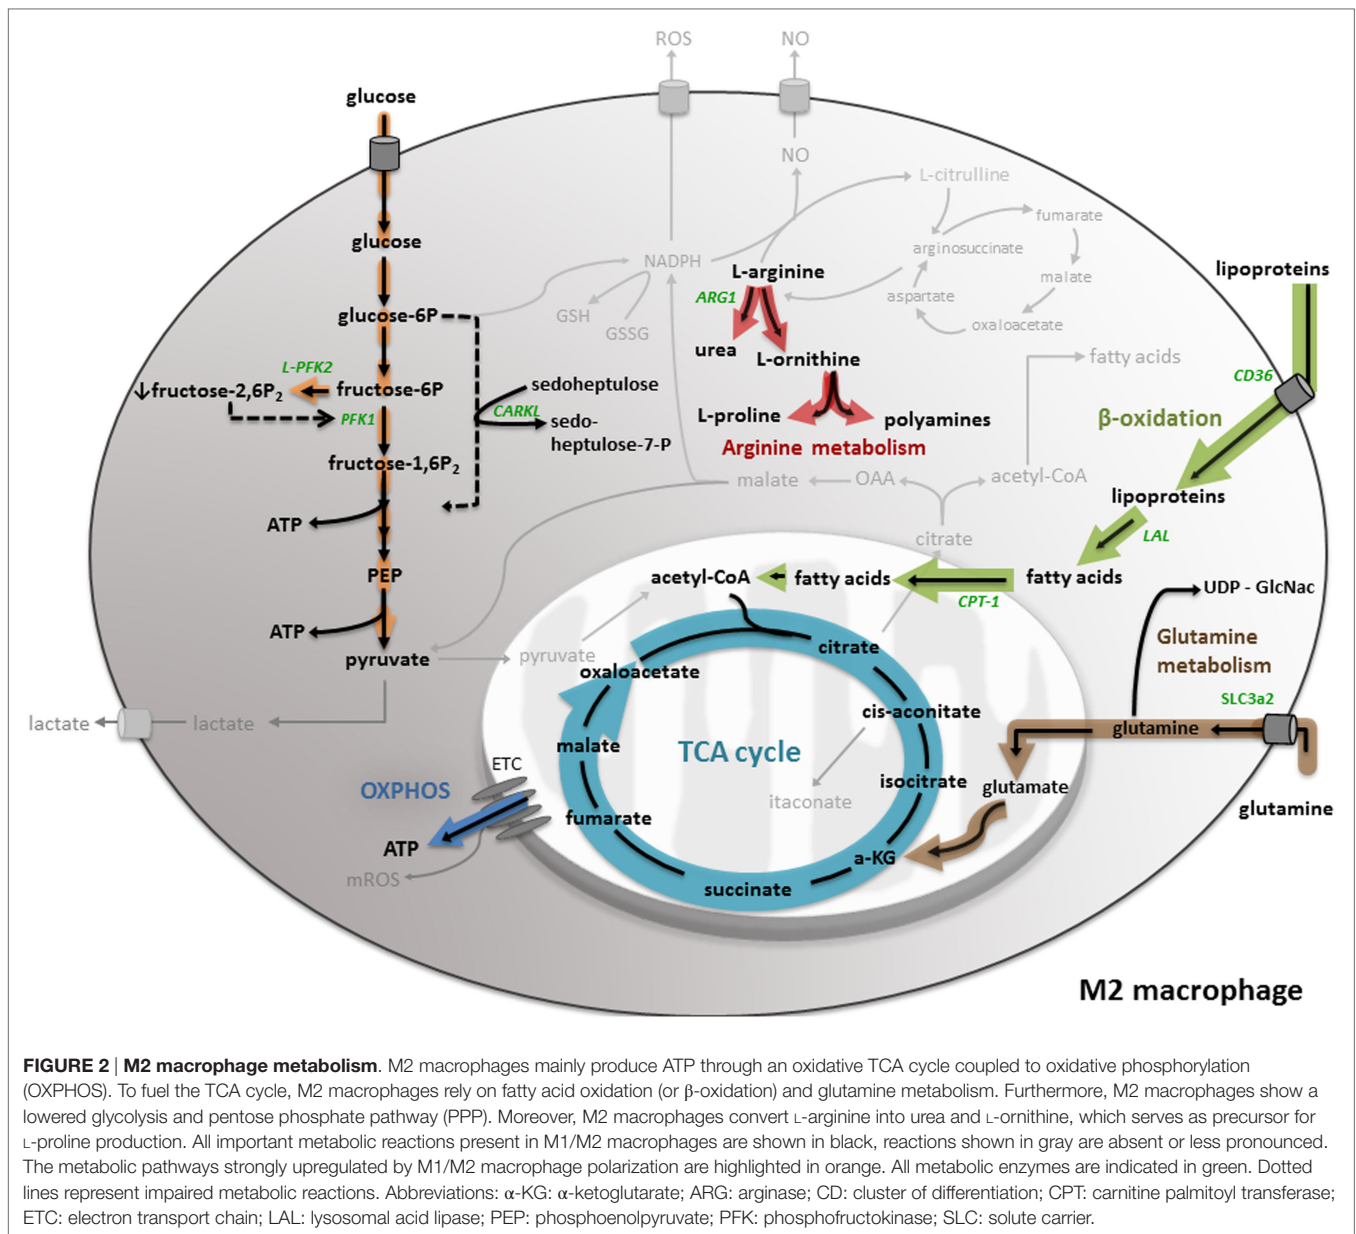 ROS
NO
glucose
NO
L-citrulline
fumarate
glucose
arginosuccinate
NADPH
L-arginine
malate
lipoproteins
ARG1
aspartate
glucose-6P
GSH
GSSG
oxaloacetate
urea
L-ornithine
fatty acids
L-PFK2
CD36
↓fructose-2,6P₂
fructose-6P
sedoheptulose
PFK1
CARKL
L-proline
polyamines
β-oxidation
sedo-
heptulose-7-P
Arginine metabolism
fructose-1,6P₂
malate
OAA
acetyl-CoA
lipoproteins
ATP
citrate
LAL
PEP
acetyl-CoA
fatty acids
fatty acids
CPT-1
UDP - GlcNac
ATP
pyruvate
pyruvate
citrate
Glutamine
metabolism
oxaloacetate
SLC3a2
lactate
lactate
cis-aconitate
glutamine
malate
TCA cycle
ETC
OXPHOS
isocitrate
glutamate
itaconate
glutamine
fumarate
ATP
a-KG
mROS
succinate
M2 macrophage
FIGURE 2 | M2 macrophage metabolism. M2 macrophages mainly produce ATP through an oxidative TCA cycle coupled to oxidative phosphorylation
(OXPHOS). To fuel the TCA cycle, M2 macrophages rely on fatty acid oxidation (or β-oxidation) and glutamine metabolism. Furthermore, M2 macrophages show a
lowered glycolysis and pentose phosphate pathway (PPP). Moreover, M2 macrophages convert L-arginine into urea and L-ornithine, which serves as precursor for
L-proline production. All important metabolic reactions present in M1/M2 macrophages are shown in black, reactions shown in gray are absent or less pronounced.
The metabolic pathways strongly upregulated by M1/M2 macrophage polarization are highlighted in orange. All metabolic enzymes are indicated in green. Dotted
lines represent impaired metabolic reactions. Abbreviations: α-KG: α-ketoglutarate; ARG: arginase; CD: cluster of differentiation; CPT: carnitine palmitoyl transferase;
ETC: electron transport chain; LAL: lysosomal acid lipase; PEP: phosphoenolpyruvate; PFK: phosphofructokinase; SLC: solute carrier.